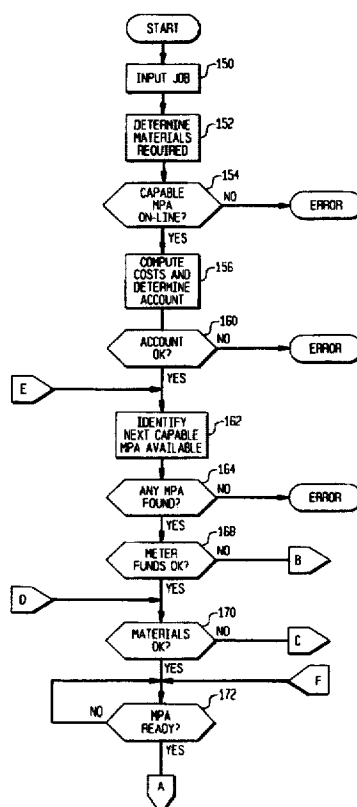 START
INPUT JOB
150
DETERMINE
MATERIALS
REQUIRED
152
CAPABLE
MPA
ON-LINE?
154
NO
ERROR
YES
COMPUTE
COSTS AND
DETERMINE
ACCOUNT
156
ACCOUNT
OK?
160
NO
ERROR
YES
E
IDENTIFY
NEXT CAPABLE
MPA AVAILABLE
162
ANY MPA
FOUND?
164
NO
ERROR
YES
METER
FUNDS OK?
168
NO
B
YES
D
MATERIALS
OK?
170
NO
C
YES
F
MPA
READY?
172
NO
YES
A